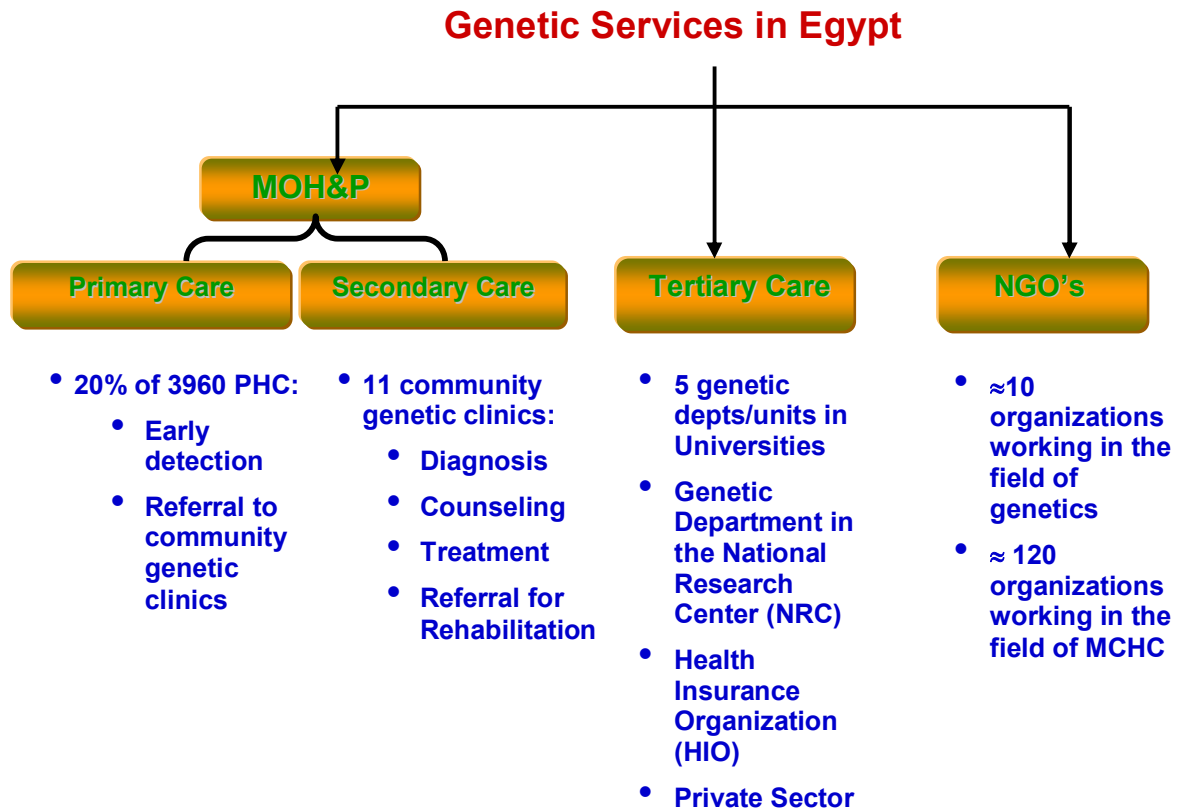 Genetic Services in Egypt
MOH&P
Primary Care
Secondary Care
Tertiary Care
NGO's
• 20% of 3960 PHC:
• Early
detection
• Referral to
community
genetic
clinics
• 11 community
genetic clinics:
• Diagnosis
• Counseling
• Treatment
• Referral for
Rehabilitation
• 5 genetic
depts/units in
Universities
• Genetic
Department in
the National
Research
Center (NRC)
• Health
Insurance
Organization
(HIO)
• Private Sector
• ≈10
organizations
working in the
field of
genetics
• ≈ 120
organizations
working in the
field of MCHC